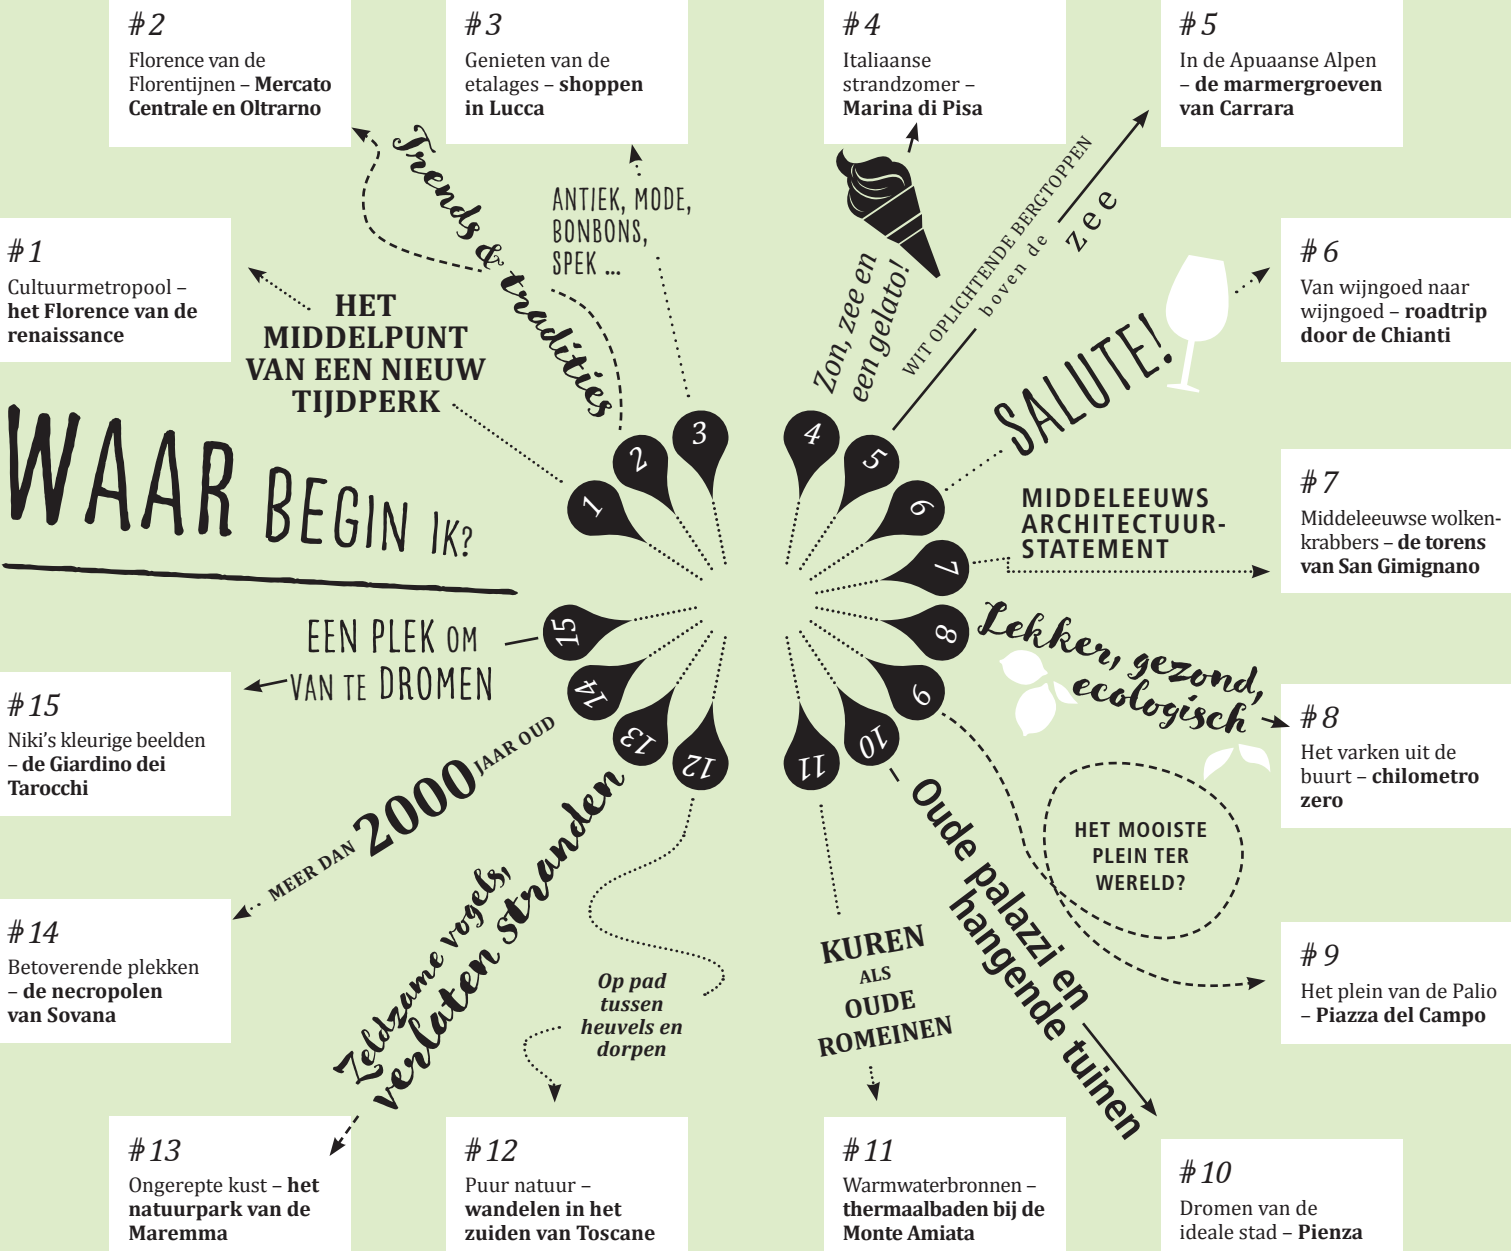 WAAR BEGIN IK?
#1
Cultuurmetropool –
het Florence van de
renaissance
HET
MIDDELPUNT
VAN EEN NIEUW
TIJDPERK
1
#2
Florence van de
Florentijnen – Mercato
Centrale en Oltrarno
Trends & tradities
2
#3
Genieten van de
etalages – shoppen
in Lucca
ANTIEK, MODE,
BONBONS,
SPEK ...
3
#4
Italiaanse
strandzomer –
Marina di Pisa
Zon, zee en
een gelato!
4
#5
In de Apuaanse Alpen
– de marmergroeven
van Carrara
WIT OPLICHTENDE BERGTOPPEN
boven de
zee
5
#6
Van wijngoed naar
wijngoed – roadtrip
door de Chianti
SALUTE!
6
#7
Middeleeuwse wolken-
krabbers – de torens
van San Gimignano
MIDDELEEUWS
ARCHITECTUUR-
STATEMENT
7
#8
Het varken uit de
buurt – chilometro
zero
Lekker, gezond,
ecologisch
8
#9
Het plein van de Palio
– Piazza del Campo
HET MOOISTE
PLEIN TER
WERELD?
9
#10
Dromen van de
ideale stad – Pienza
Oude palazzi en
hangende tuinen
10
#11
Warmwaterbronnen –
thermaalbaden bij de
Monte Amiata
KUREN
ALS
OUDE
ROMEINEN
11
#12
Puur natuur –
wandelen in het
zuiden van Toscane
Op pad
tussen
heuvels en
dorpen
12
#13
Ongerepte kust – het
natuurpark van de
Maremma
Zeldzame vogels,
verlaten stranden
13
#14
Betoverende plekken
– de necropolen
van Sovana
MEER DAN 2000 JAAR OUD
14
#15
Niki's kleurige beelden
– de Giardino dei
Tarocchi
EEN PLEK OM
VAN TE DROMEN
15